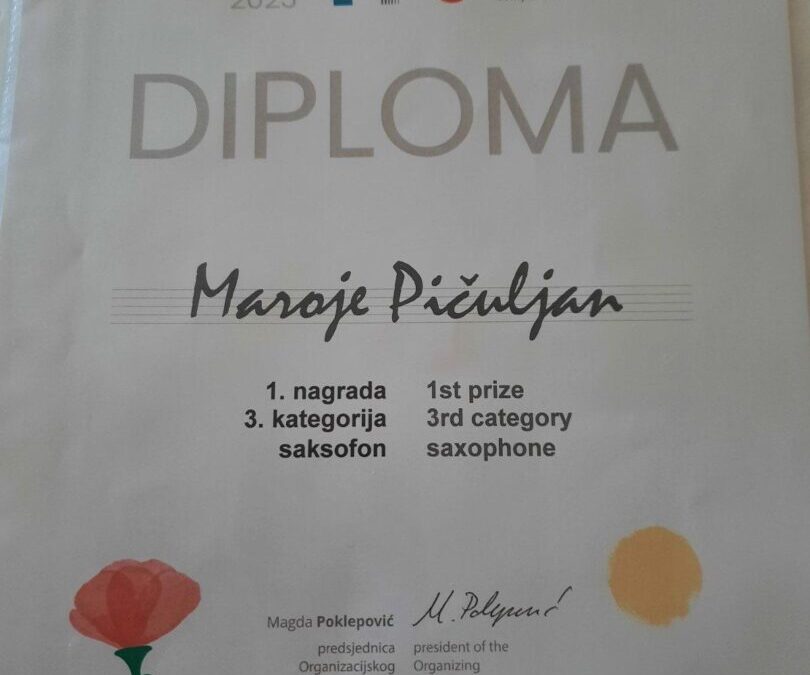 DIPLOMA
Maroje Pičuljan
1. nagrada 1st prize
3. kategorija 3rd category
saksofon saxophone
Magda Poklepović
predsjednica president of the
Organizacijskog Organizing